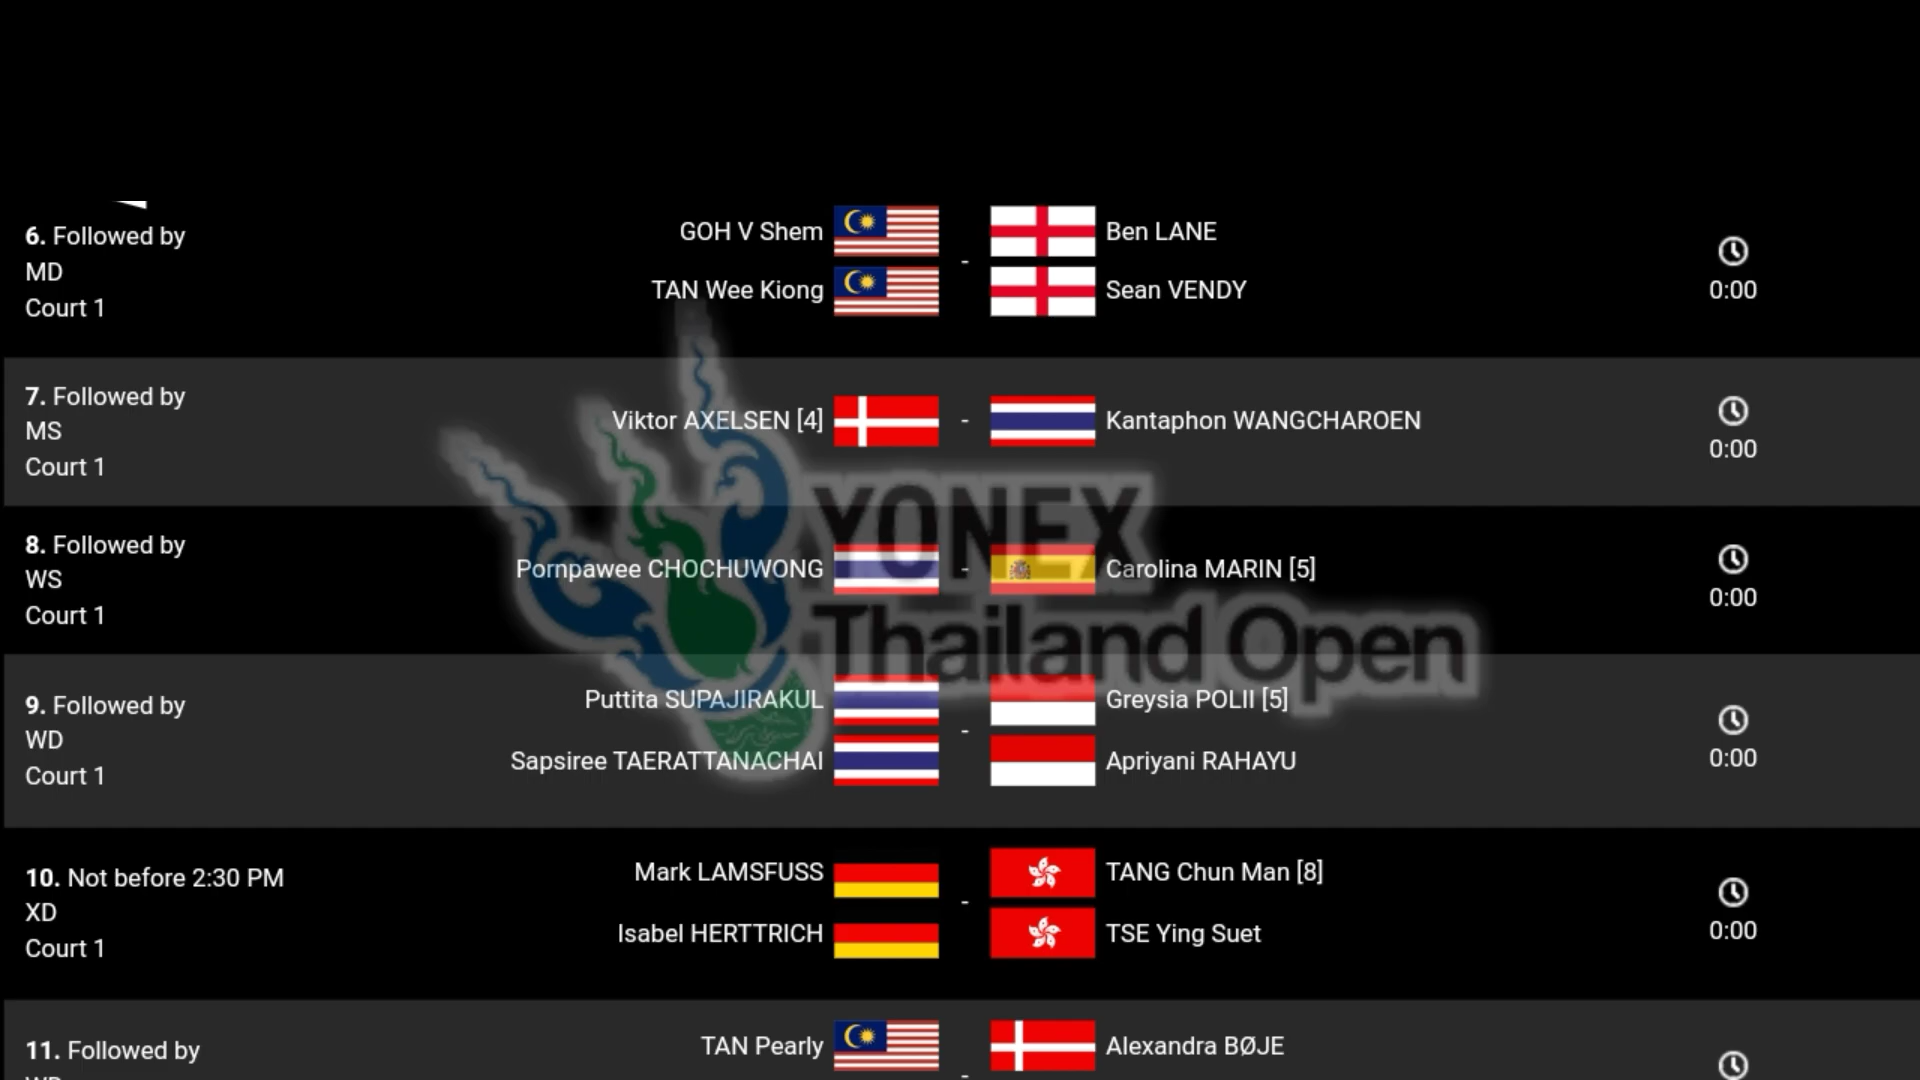 6. Followed by
MD
Court 1
GOH V Shem
TAN Wee Kiong
-
Ben LANE
Sean VENDY
0:00
7. Followed by
MS
Court 1
Viktor AXELSEN [4]
-
Kantaphon WANGCHAROEN
0:00
8. Followed by
WS
Court 1
Pornpawee CHOCHUWONG
-
Carolina MARIN [5]
0:00
YONEX
Thailand Open
9. Followed by
WD
Court 1
Puttita SUPAJIRAKUL
Sapsiree TAERATTANACHAI
-
Greysia POLII [5]
Apriyani RAHAYU
0:00
10. Not before 2:30 PM
XD
Court 1
Mark LAMSFUSS
Isabel HERTTRICH
-
TANG Chun Man [8]
TSE Ying Suet
0:00
11. Followed by
TAN Pearly
-
Alexandra BØJE